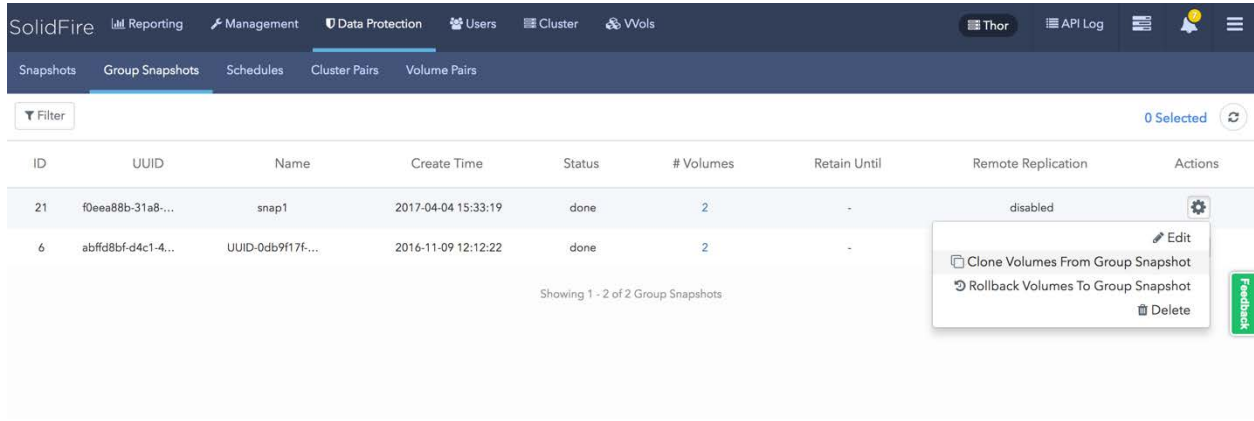 SolidFire Reporting Management Data Protection Users Cluster VVols Thor API Log 7
Snapshots Group Snapshots Schedules Cluster Pairs Volume Pairs
Filter 0 Selected
ID UUID Name Create Time Status # Volumes Retain Until Remote Replication Actions
21 f0eea88b-31a8-... snap1 2017-04-04 15:33:19 done 2 - disabled
6 abffd8bf-d4c1-4... UUID-0db9f17f-... 2016-11-09 12:12:22 done 2 -
Edit
Clone Volumes From Group Snapshot
Rollback Volumes To Group Snapshot
Delete
Showing 1 - 2 of 2 Group Snapshots
Feedback